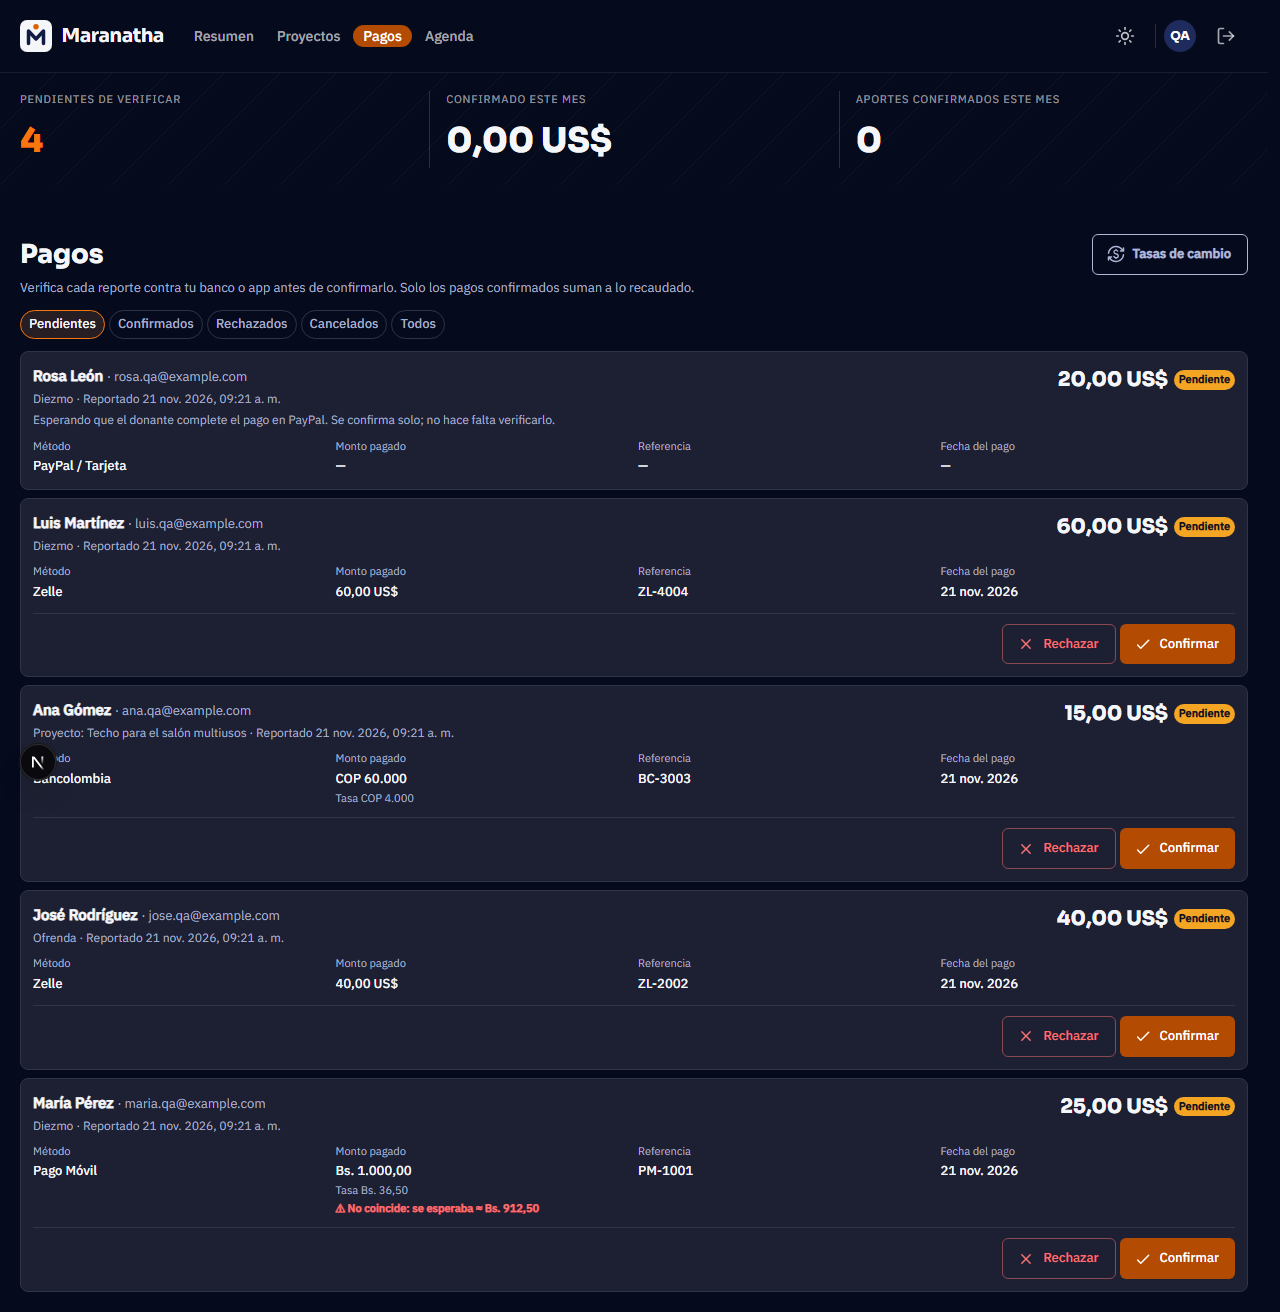 Maranatha
Resumen Proyectos Pagos Agenda
QA
PENDIENTES DE VERIFICAR
4
CONFIRMADO ESTE MES
0,00 US$
APORTES CONFIRMADOS ESTE MES
0
Pagos
Tasas de cambio
Verifica cada reporte contra tu banco o app antes de confirmarlo. Solo los pagos confirmados suman a lo recaudado.
Pendientes Confirmados Rechazados Cancelados Todos
Rosa León · rosa.qa@example.com
20,00 US$ Pendiente
Diezmo · Reportado 21 nov. 2026, 09:21 a. m.
Esperando que el donante complete el pago en PayPal. Se confirma solo; no hace falta verificarlo.
Método Monto pagado Referencia Fecha del pago
PayPal / Tarjeta — — —
Luis Martínez · luis.qa@example.com
60,00 US$ Pendiente
Diezmo · Reportado 21 nov. 2026, 09:21 a. m.
Método Monto pagado Referencia Fecha del pago
Zelle 60,00 US$ ZL-4004 21 nov. 2026
Rechazar Confirmar
Ana Gómez · ana.qa@example.com
15,00 US$ Pendiente
Proyecto: Techo para el salón multiusos · Reportado 21 nov. 2026, 09:21 a. m.
do Monto pagado Referencia Fecha del pago
N
Bancolombia COP 60.000 BC-3003 21 nov. 2026
Tasa COP 4.000
Rechazar Confirmar
José Rodríguez · jose.qa@example.com
40,00 US$ Pendiente
Ofrenda · Reportado 21 nov. 2026, 09:21 a. m.
Método Monto pagado Referencia Fecha del pago
Zelle 40,00 US$ ZL-2002 21 nov. 2026
Rechazar Confirmar
María Pérez · maria.qa@example.com
25,00 US$ Pendiente
Diezmo · Reportado 21 nov. 2026, 09:21 a. m.
Método Monto pagado Referencia Fecha del pago
Pago Móvil Bs. 1.000,00 PM-1001 21 nov. 2026
Tasa Bs. 36,50
⚠ No coincide: se esperaba ≈ Bs. 912,50
Rechazar Confirmar